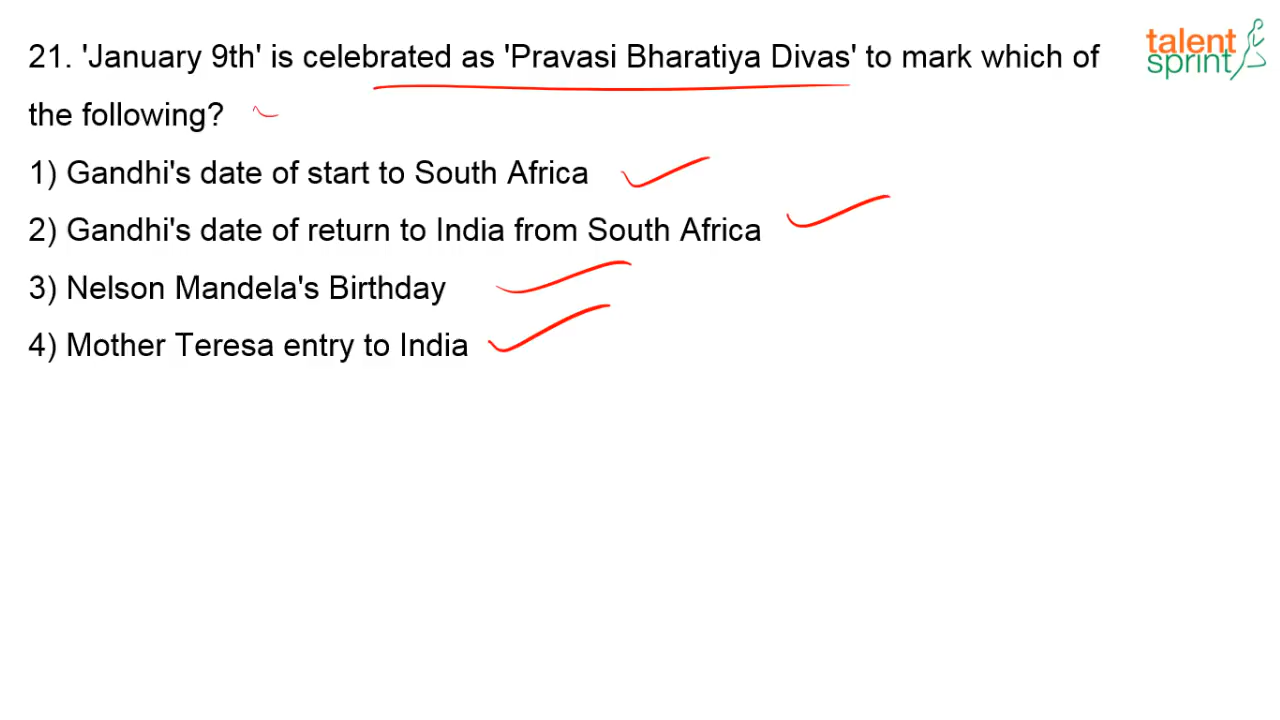 21. 'January 9th' is celebrated as 'Pravasi Bharatiya Divas' to mark which of
the following?
1) Gandhi's date of start to South Africa
2) Gandhi's date of return to India from South Africa
3) Nelson Mandela's Birthday
4) Mother Teresa entry to India
talent
sprint